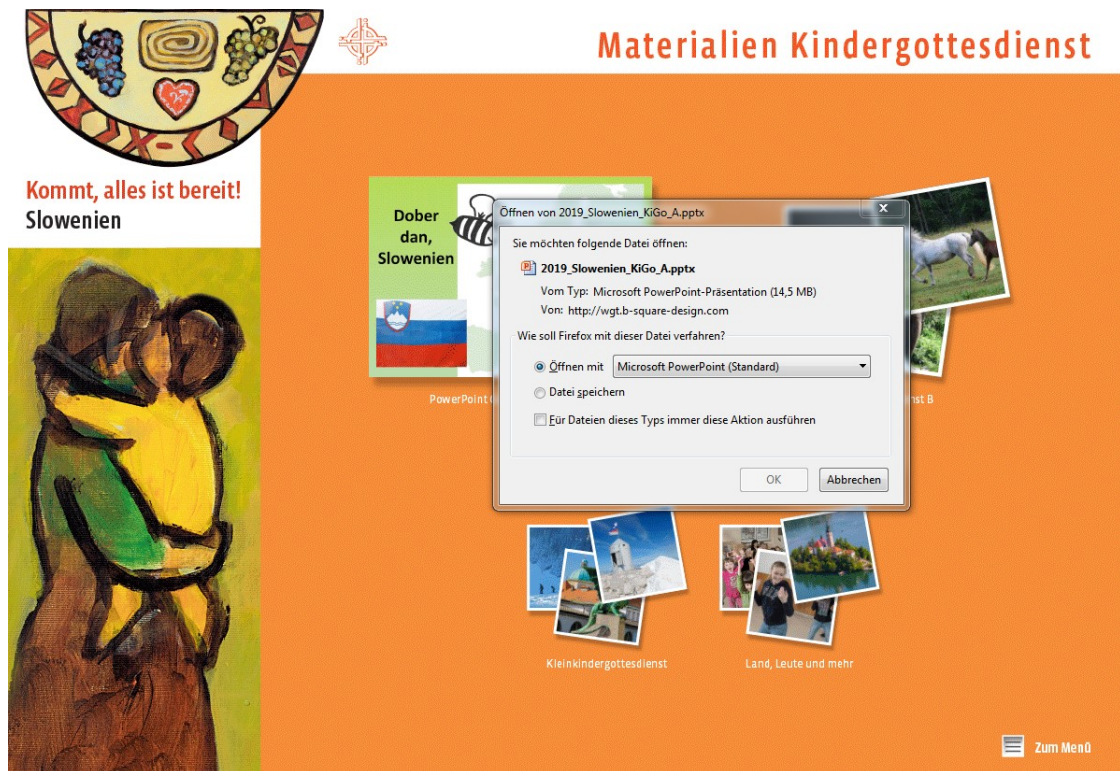 Materialien Kindergottesdienst
Kommt, alles ist bereit!
Slowenien
Dober
dan,
Slowenien
Öffnen von 2019_Slowenien_KiGo_A.pptx
x
Sie möchten folgende Datei öffnen:
2019_Slowenien_KiGo_A.pptx
Vom Typ: Microsoft PowerPoint-Präsentation (14,5 MB)
Von: http://wgt.b-square-design.com
Wie soll Firefox mit dieser Datei verfahren?
Öffnen mit Microsoft PowerPoint (Standard)
Datei speichern
Für Dateien dieses Typs immer diese Aktion ausführen
OK Abbrechen
PowerPoint
B
Kleinkindergottesdienst
Land, Leute und mehr
Zum Menü